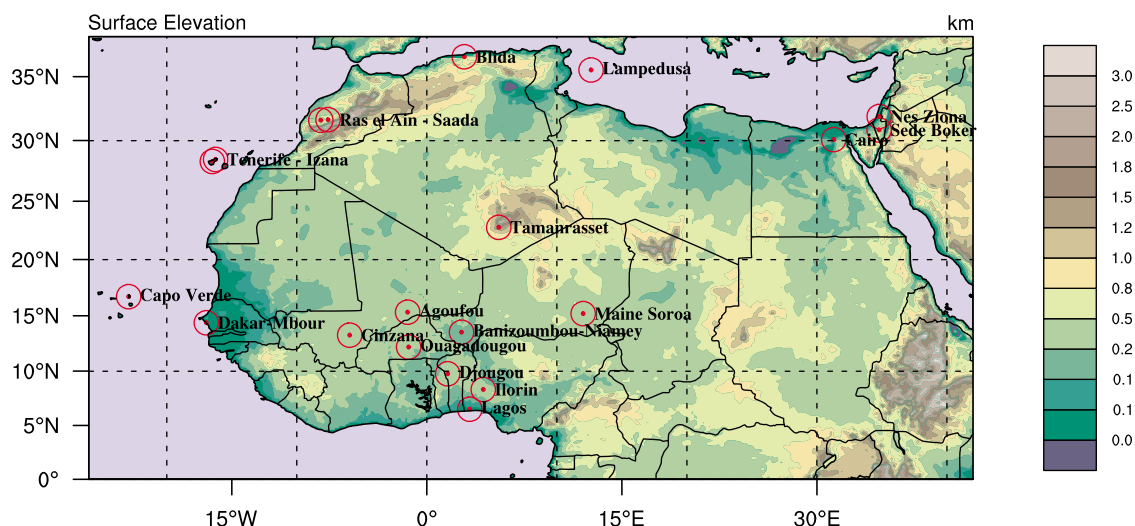 Surface Elevation km
35°N
30°N
25°N
20°N
15°N
10°N
5°N
0°
15°W 0° 15°E 30°E
Blida
Lampedusa
Ras el Ain - Saada
Nes Ziona
Sede Boker
Cairo
Tenerife - Izana
Tamanrasset
Capo Verde
Agoufou
Maine Soroa
Dakar-Mbour
Banizoumbou-Niamey
Cinzana
Ouagadougou
Djougou
Ilorin
Lagos
3.0
2.5
2.0
1.8
1.5
1.2
1.0
0.8
0.5
0.2
0.1
0.1
0.0